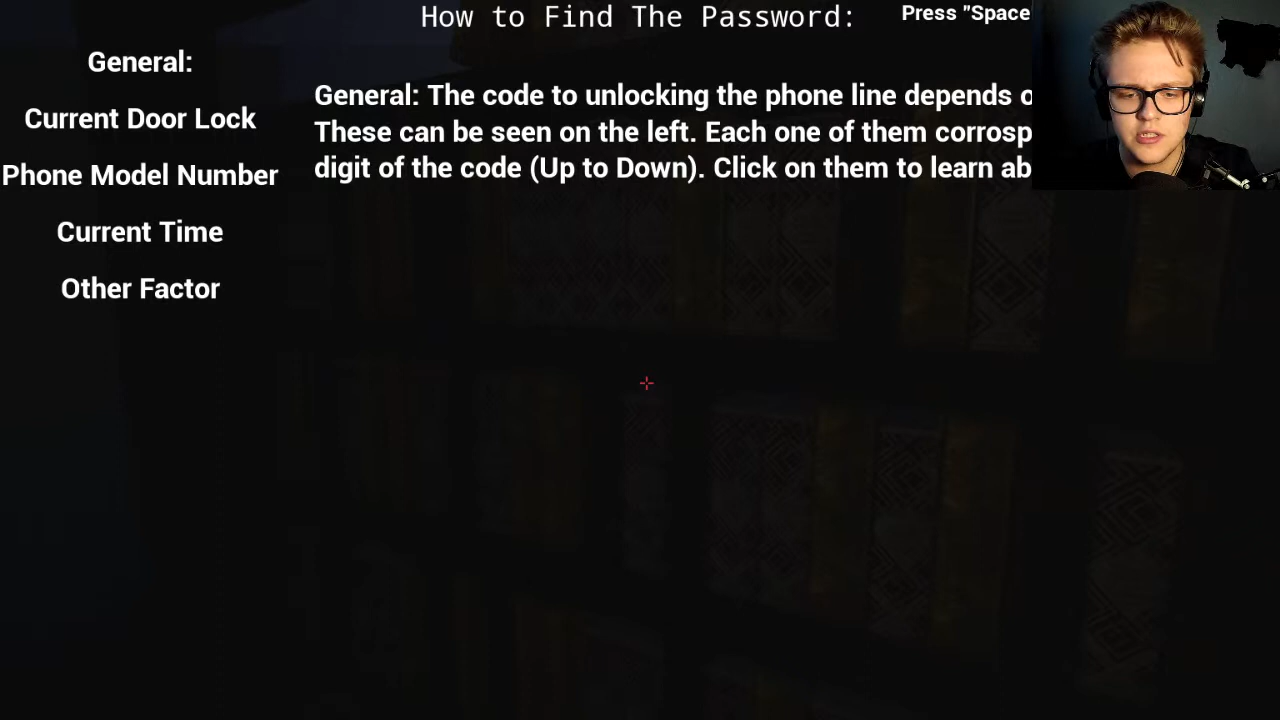 How to Find The Password:
Press "Space
General:
Current Door Lock
Phone Model Number
Current Time
Other Factor
General: The code to unlocking the phone line depends
These can be seen on the left. Each one of them corrosp
digit of the code (Up to Down). Click on them to learn ab